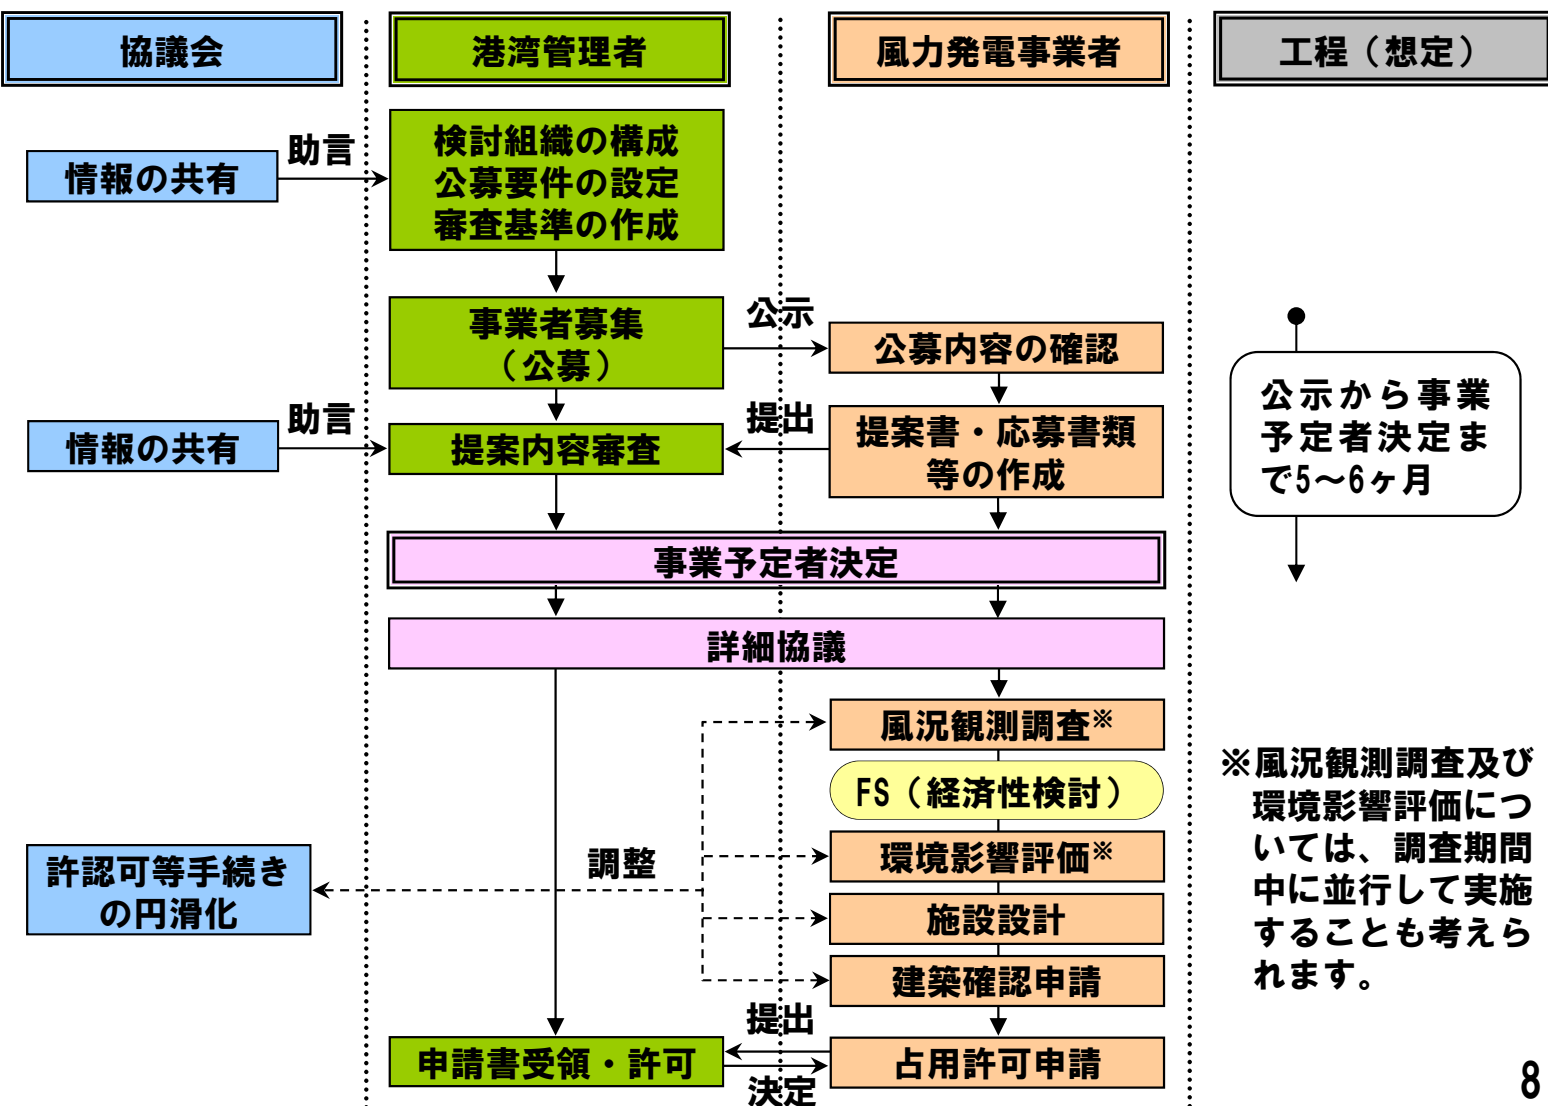 協議会
港湾管理者
風力発電事業者
工程（想定）
情報の共有
助言
検討組織の構成
公募要件の設定
審査基準の作成
事業者募集
（公募）
公示
公募内容の確認
情報の共有
助言
提案内容審査
提出
提案書・応募書類
等の作成
公示から事業
予定者決定ま
で5～6ヶ月
事業予定者決定
詳細協議
風況観測調査※
FS（経済性検討）
環境影響評価※
施設設計
建築確認申請
許認可等手続き
の円滑化
調整
※風況観測調査及び
環境影響評価につ
いては、調査期間
中に並行して実施
することも考えら
れます。
申請書受領・許可
提出
決定
占用許可申請
8